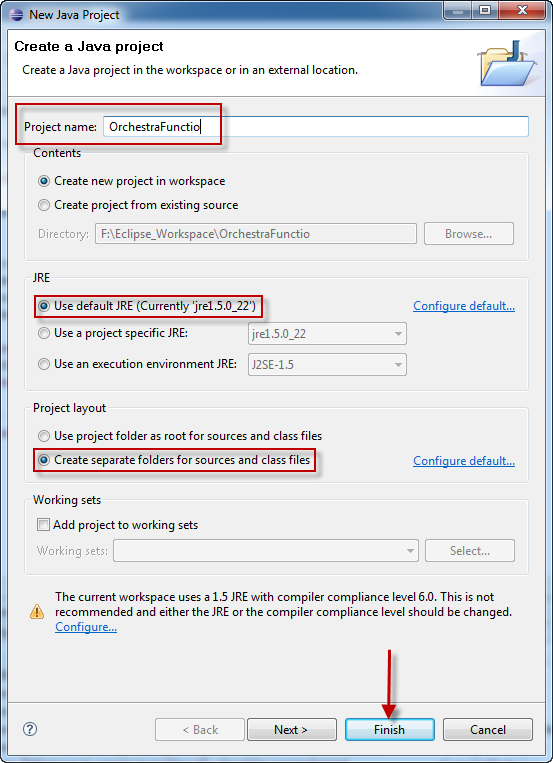 New Java Project
Create a Java project
Create a Java Project in the workspace or in an external location.
Project name: OrchestraFunctio
Contents
Create new project in workspace
Create project from existing source
Directory: F:\Eclipse_Workspace\OrchestraFunctio Browse...
JRE
Use default JRE (Currently 'jre1.5.0_22') Configure default...
Use a project specific JRE: jre1.5.0_22
Use an execution environment JRE: J2SE-1.5
Project layout
Use project folder as root for sources and class files
Create separate folders for sources and class files Configure default...
Working sets
Add project to working sets
Working sets: Select...
The current workspace uses a 1.5 JRE with compiler compliance level 6.0. This is not
recommended and either the JRE or the compiler compliance level should be changed.
Configure...
? < Back Next > Finish Cancel